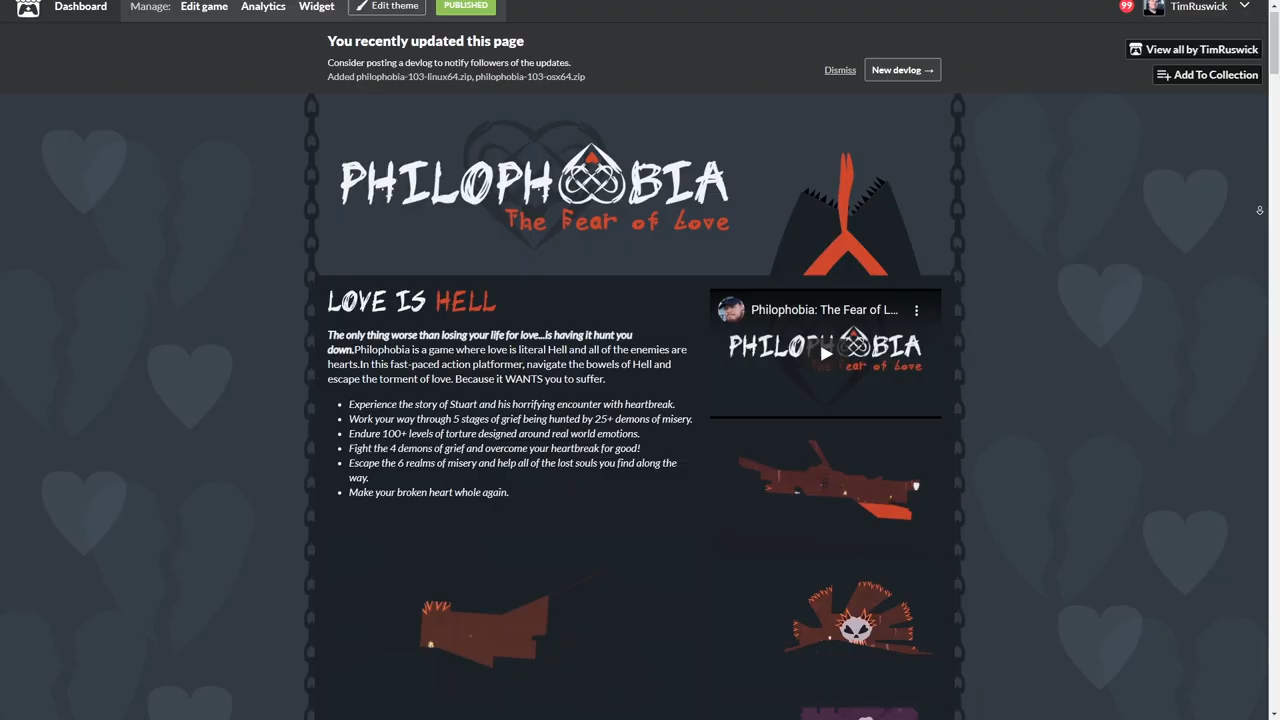 Dashboard
Manage:
Edit game
Analytics
Widget
Edit theme
PUBLISHED
99
TimRuswick
You recently updated this page
Consider posting a devlog to notify followers of the updates.
Added philophobia-103-linux64.zip, philophobia-103-osx64.zip
Dismiss
New devlog →
View all by TimRuswick
Add To Collection
PHILOPHOBIA
The Fear of Love
LOVE IS HELL
The only thing worse than losing your life for love...is having it hunt you
down.Philophobia is a game where love is literal Hell and all of the enemies are
hearts.In this fast-paced action platformer, navigate the bowels of Hell and
escape the torment of love. Because it WANTS you to suffer.
Experience the story of Stuart and his horrifying encounter with heartbreak.
Work your way through 5 stages of grief being hunted by 25+ demons of misery.
Endure 100+ levels of torture designed around real world emotions.
Fight the 4 demons of grief and overcome your heartbreak for good!
Escape the 6 realms of misery and help all of the lost souls you find along the
way.
Make your broken heart whole again.
Philophobia: The Fear of L...
PHILOPHOBIA
The Fear of Love